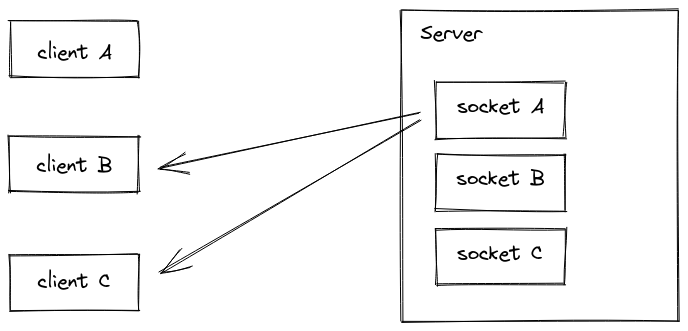 client A
client B
client C
Server
socket A
socket B
socket C